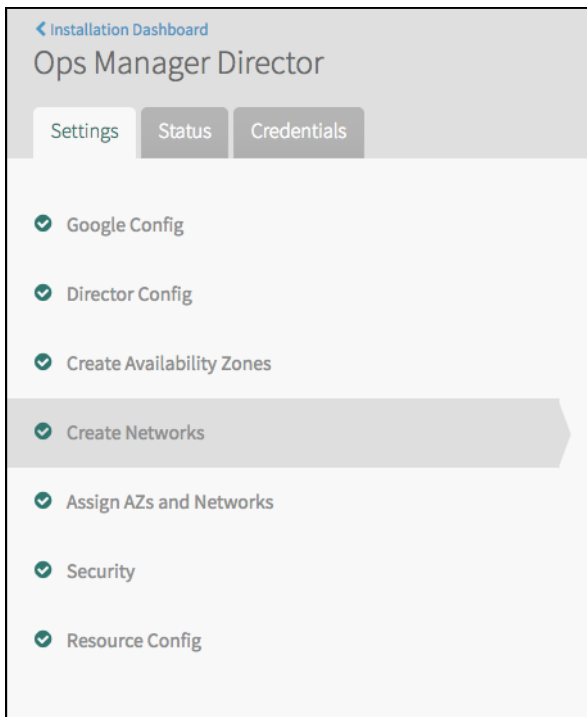 Installation Dashboard
Ops Manager Director
Settings Status Credentials
Google Config
Director Config
Create Availability Zones
Create Networks
Assign AZs and Networks
Security
Resource Config